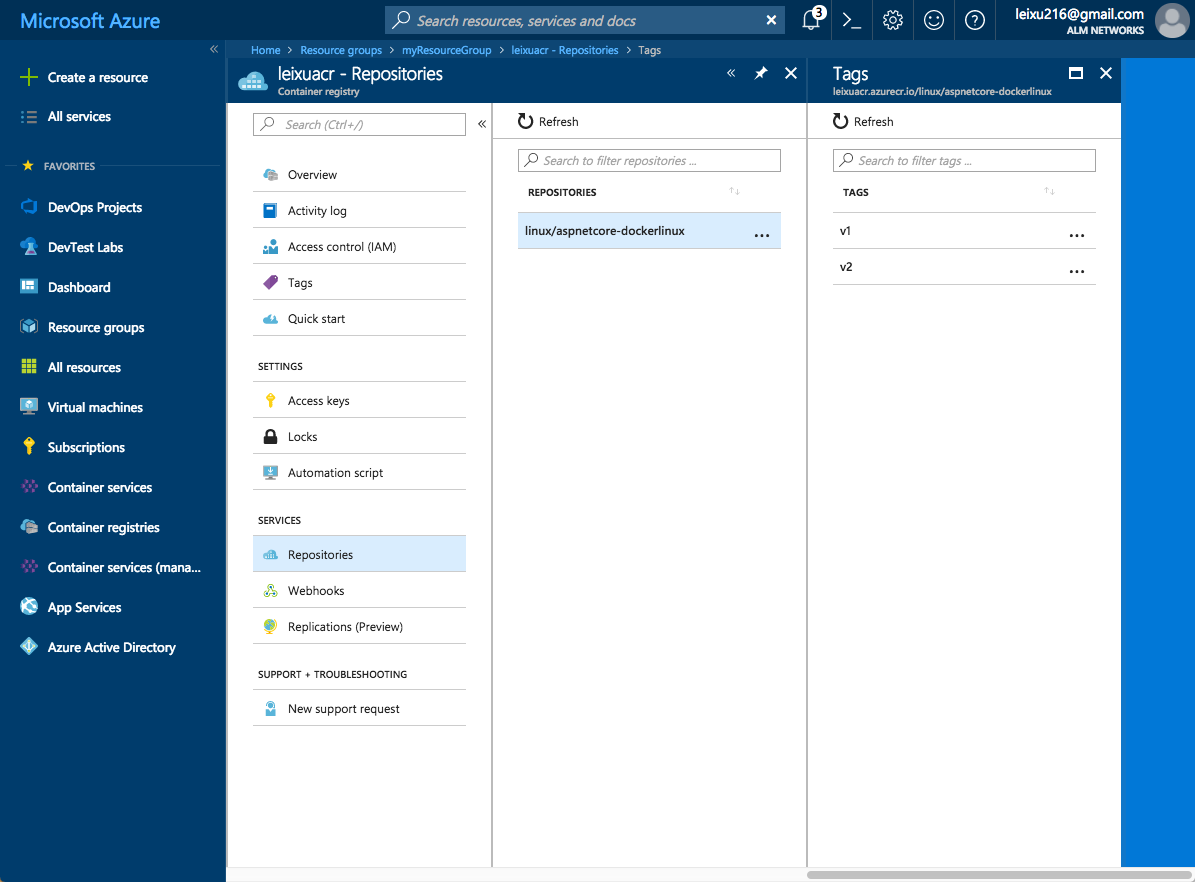 Microsoft Azure
Search resources, services and docs
3
leixu216@gmail.com
ALM NETWORKS
Home > Resource groups > myResourceGroup > leixuacr - Repositories > Tags
Create a resource
All services
FAVORITES
DevOps Projects
DevTest Labs
Dashboard
Resource groups
All resources
Virtual machines
Subscriptions
Container services
Container registries
Container services (mana...
App Services
Azure Active Directory
leixuacr - Repositories
Container registry
Search (Ctrl+/)
Overview
Activity log
Access control (IAM)
Tags
Quick start
SETTINGS
Access keys
Locks
Automation script
SERVICES
Repositories
Webhooks
Replications (Preview)
SUPPORT + TROUBLESHOOTING
New support request
Refresh
Search to filter repositories ...
REPOSITORIES
linux/aspnetcore-dockerlinux
Tags
leixuacr.azurecr.io/linux/aspnetcore-dockerlinux
Refresh
Search to filter tags ...
TAGS
v1
v2